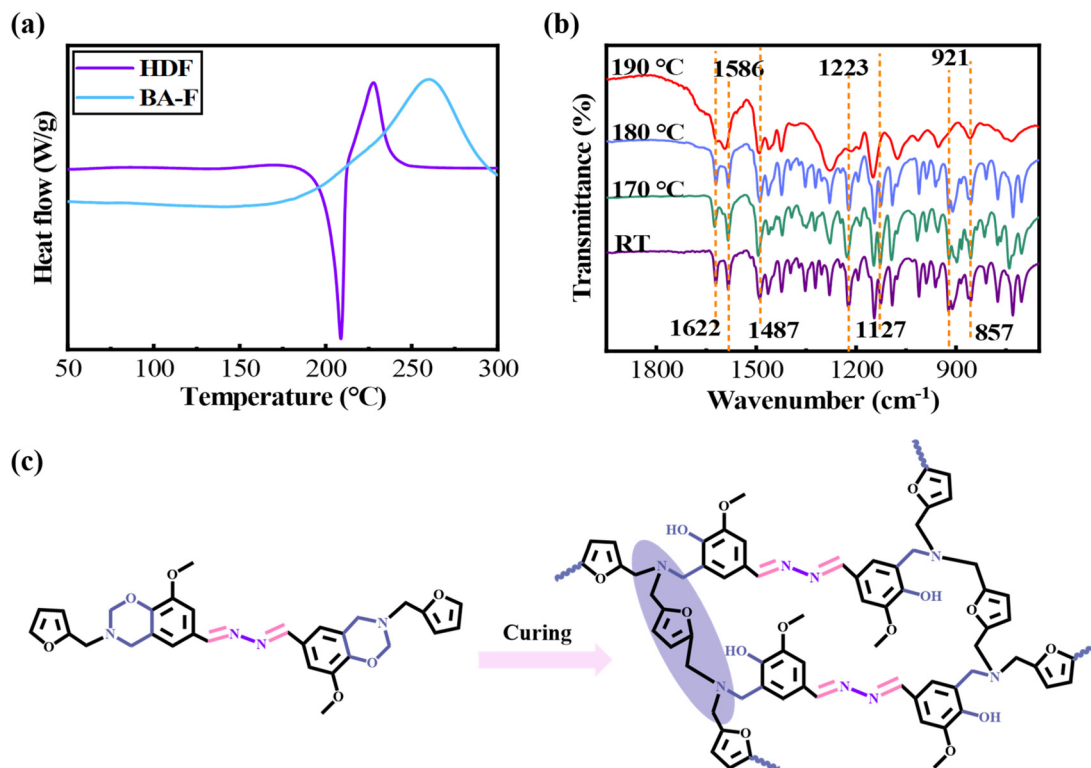 (a)
HDF
BA-F
Heat flow (W/g)
50 100 150 200 250 300
Temperature (°C)
(b)
190 °C
1586
1223
921
180 °C
170 °C
RT
1622
1487
1127
857
Transmittance (%)
1800 1500 1200 900
Wavenumber (cm⁻¹)
(c)
O
O
O
N
N
N
O
N
O
O
Curing
O
O
HO
O
N
N
N
O
N
O
OH
O
O
O
HO
O
N
N
N
N
O
OH
O
O